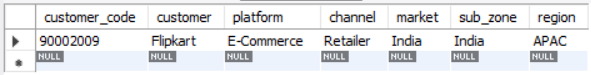 customer_code customer platform channel market sub_zone region
90002009 Flipkart E-Commerce Retailer India India APAC
NULL NULL NULL NULL NULL NULL NULL